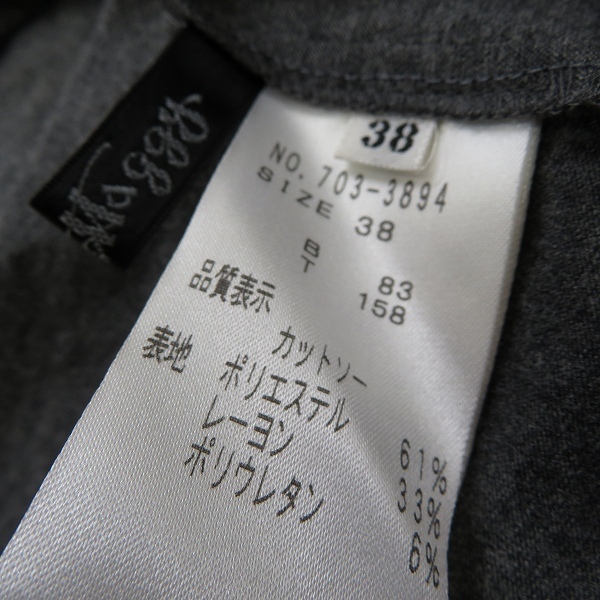 Maggy
38
NO. 703-3894
SIZE 38
B 83
T 158
品質表示
カットソー
表地 ポリエステル 61%
レーヨン 33%
ポリウレタン 6%